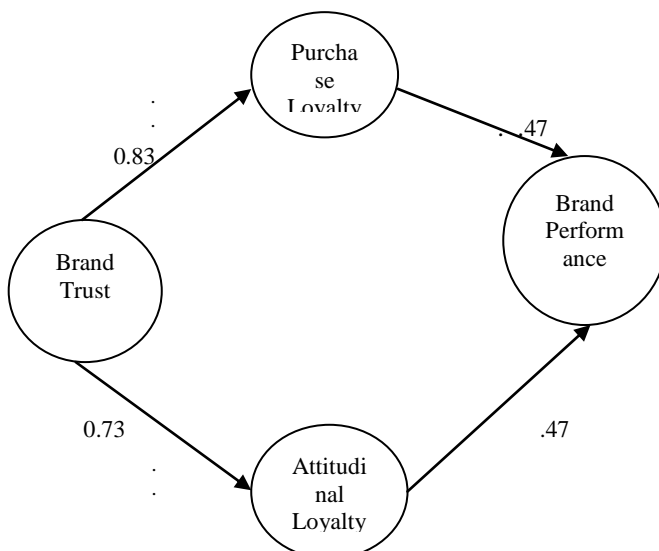 Purcha
se
Loyalty
.
.
. .47
0.83
Brand
Perform
ance
Brand
Trust
0.73
.47
.
.
Attitudi
nal
Loyalty